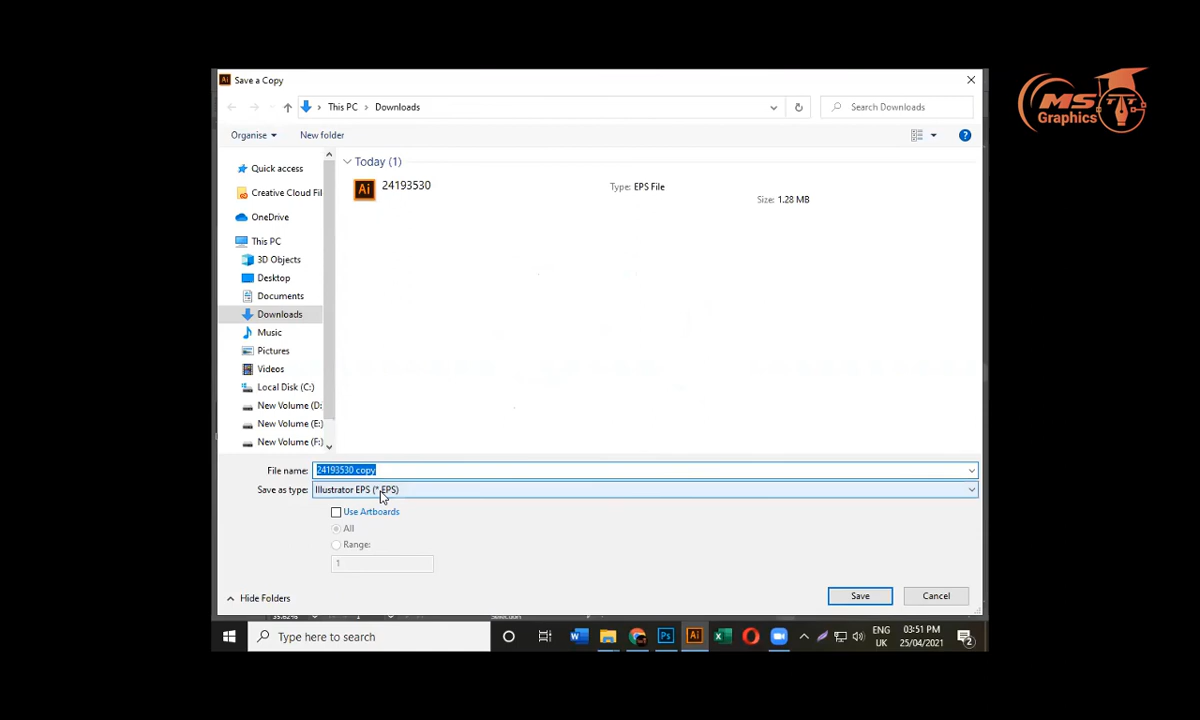 Save a Copy
This PC > Downloads
Search Downloads
Organise
New folder
Today (1)
24193530
Type: EPS File
Size: 1.28 MB
Quick access
Creative Cloud Fil
OneDrive
This PC
3D Objects
Desktop
Documents
Downloads
Music
Pictures
Videos
Local Disk (C:)
New Volume (D:
New Volume (E:)
New Volume (F:)
File name: 24193530 copy
Save as type: Illustrator EPS (*.EPS)
Use Artboards
All
Range:
1
Hide Folders
Save
Cancel
Type here to search
ENG
UK
03:51 PM
25/04/2021
2
MS
Graphics